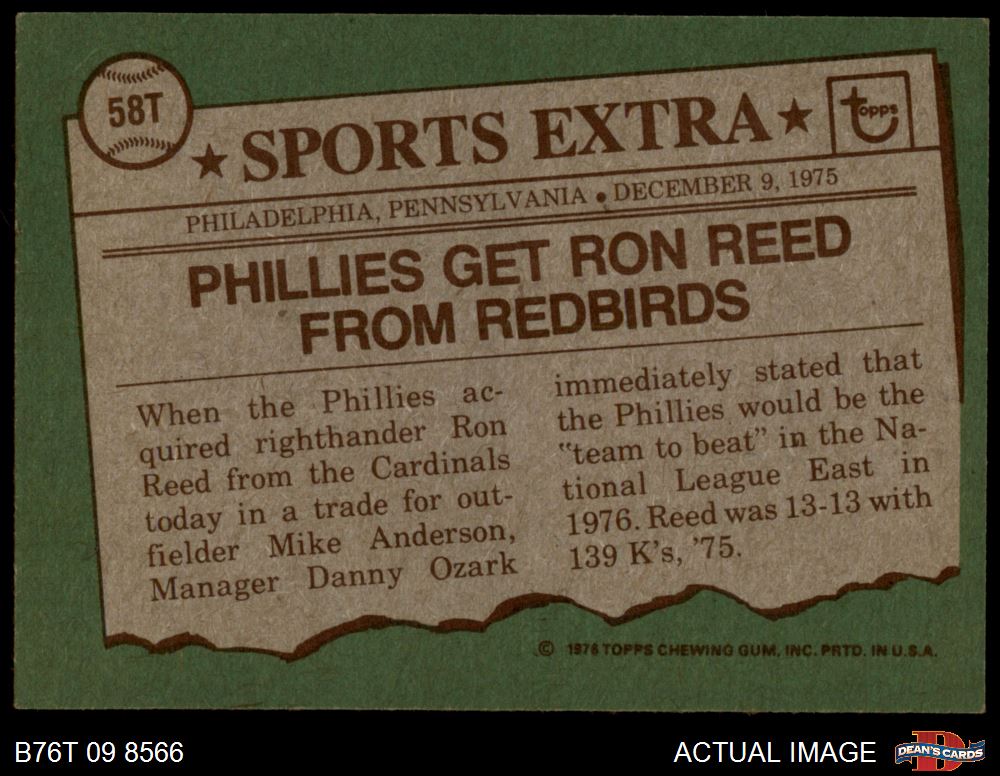 58T
★ SPORTS EXTRA ★
topps
PHILADELPHIA, PENNSYLVANIA • DECEMBER 9, 1975
PHILLIES GET RON REED
FROM REDBIRDS
When the Phillies ac-
quired righthander Ron
Reed from the Cardinals
today in a trade for out-
fielder Mike Anderson,
Manager Danny Ozark
immediately stated that
the Phillies would be the
"team to beat" in the Na-
tional League East in
1976. Reed was 13-13 with
139 K's, '75.
© 1976 TOPPS CHEWING GUM, INC. PRTD. IN U.S.A.
B76T 09 8566
ACTUAL IMAGE
DEAN'S CARDS